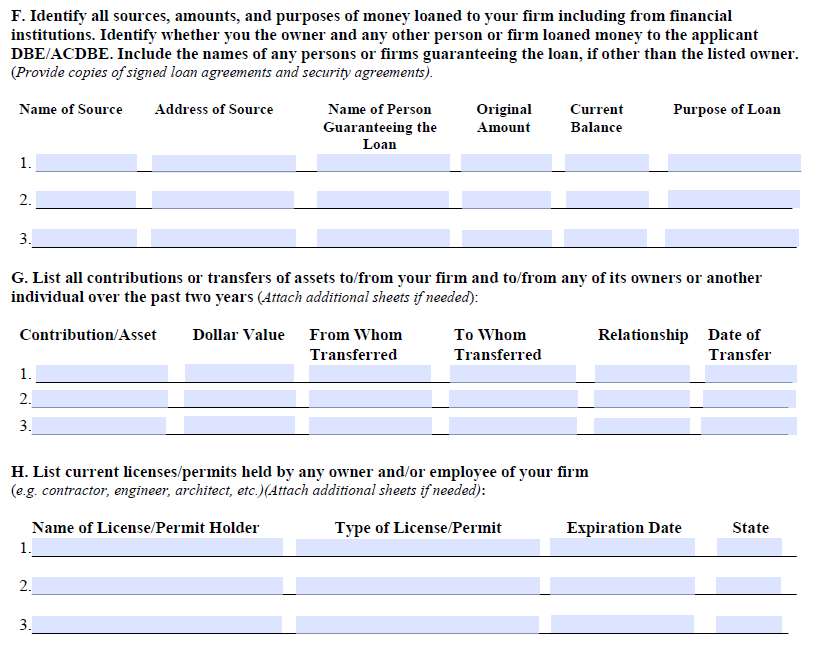 F. Identify all sources, amounts, and purposes of money loaned to your firm including from financial
institutions. Identify whether you the owner and any other person or firm loaned money to the applicant
DBE/ACDBE. Include the names of any persons or firms guaranteeing the loan, if other than the listed owner.
(Provide copies of signed loan agreements and security agreements).
Name of Source Address of Source Name of Person Original Current Purpose of Loan
Guaranteeing the Amount Balance
Loan
1.
2.
3.
G. List all contributions or transfers of assets to/from your firm and to/from any of its owners or another
individual over the past two years (Attach additional sheets if needed):
Contribution/Asset Dollar Value From Whom To Whom Relationship Date of
Transferred Transferred Transfer
1.
2.
3.
H. List current licenses/permits held by any owner and/or employee of your firm
(e.g. contractor, engineer, architect, etc.)(Attach additional sheets if needed):
Name of License/Permit Holder Type of License/Permit Expiration Date State
1.
2.
3.